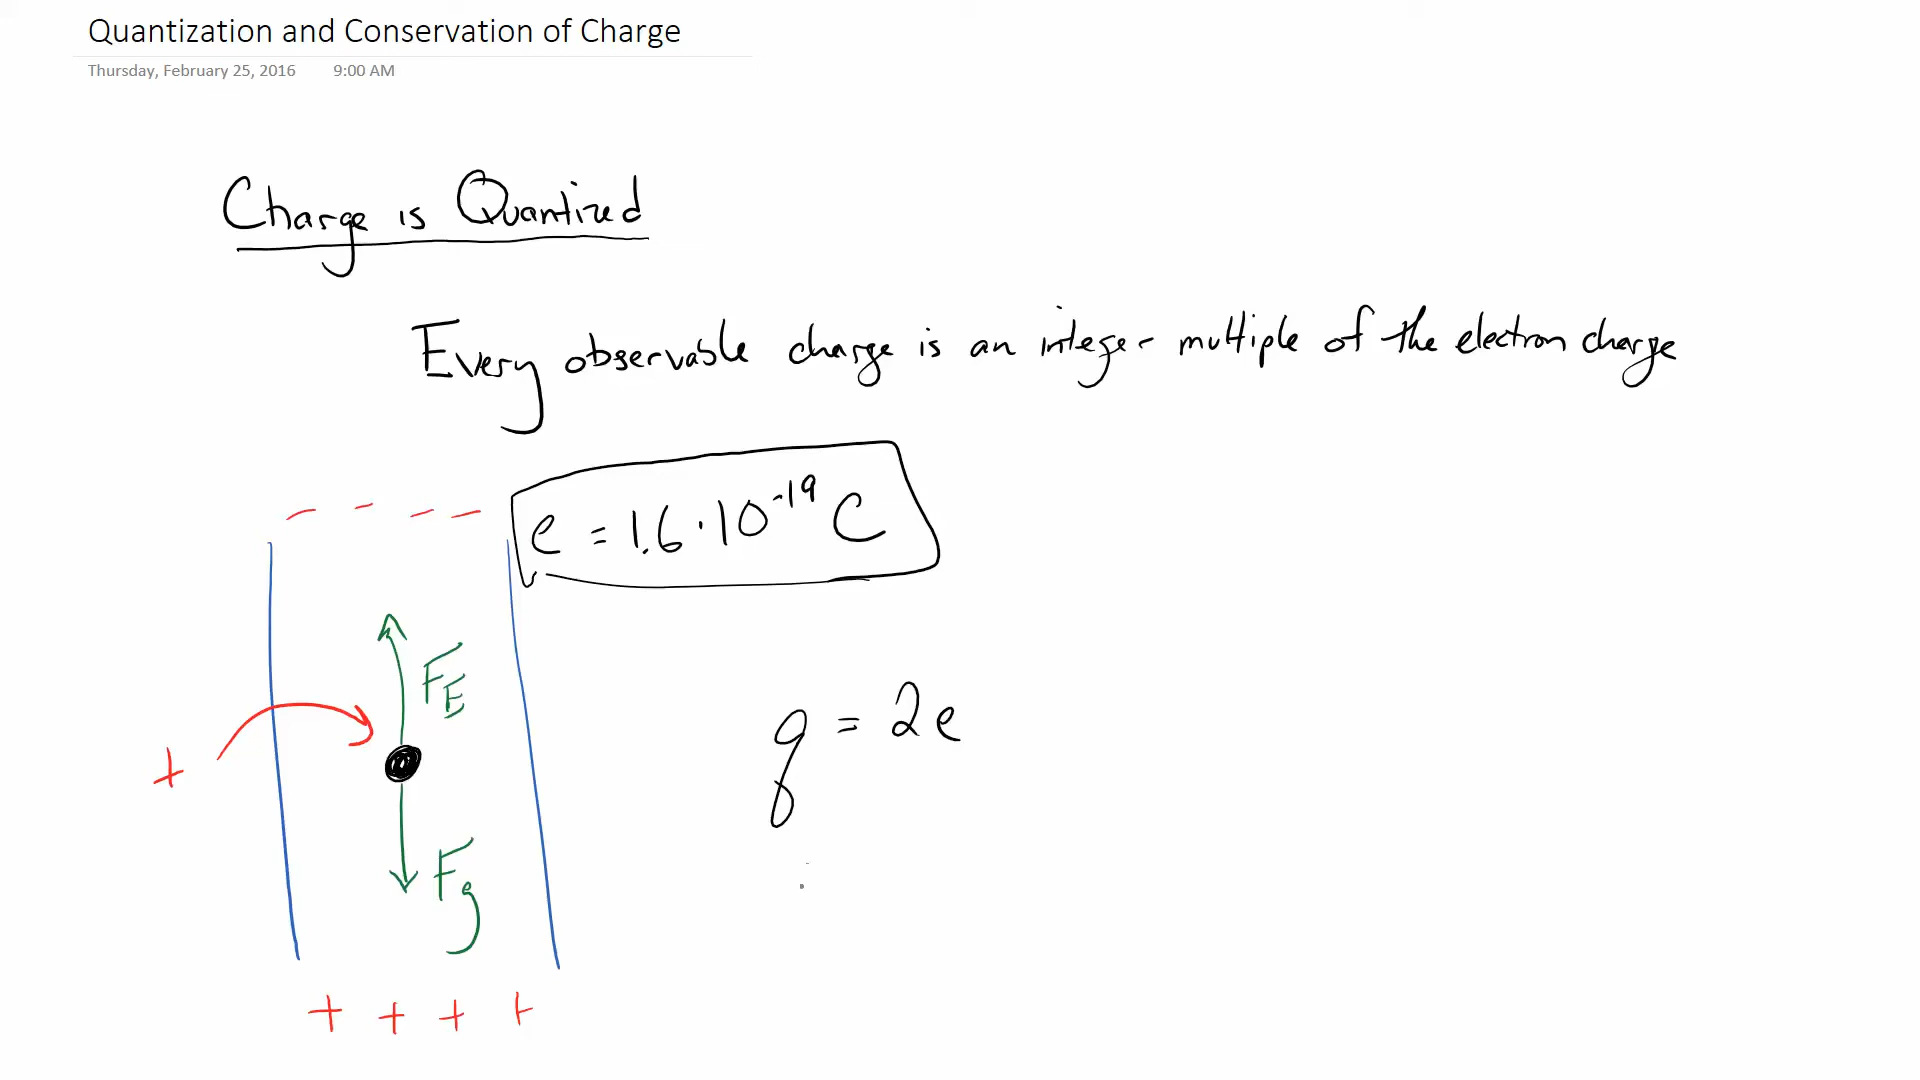 Quantization and Conservation of Charge
Thursday, February 25, 2016 9:00 AM
Charge is Quantized
Every observable charge is an integer multiple of the electron charge
- - - -
e = 1.6 · 10⁻¹⁹ C
F_E
q = 2e
+
F_g
+ + + +